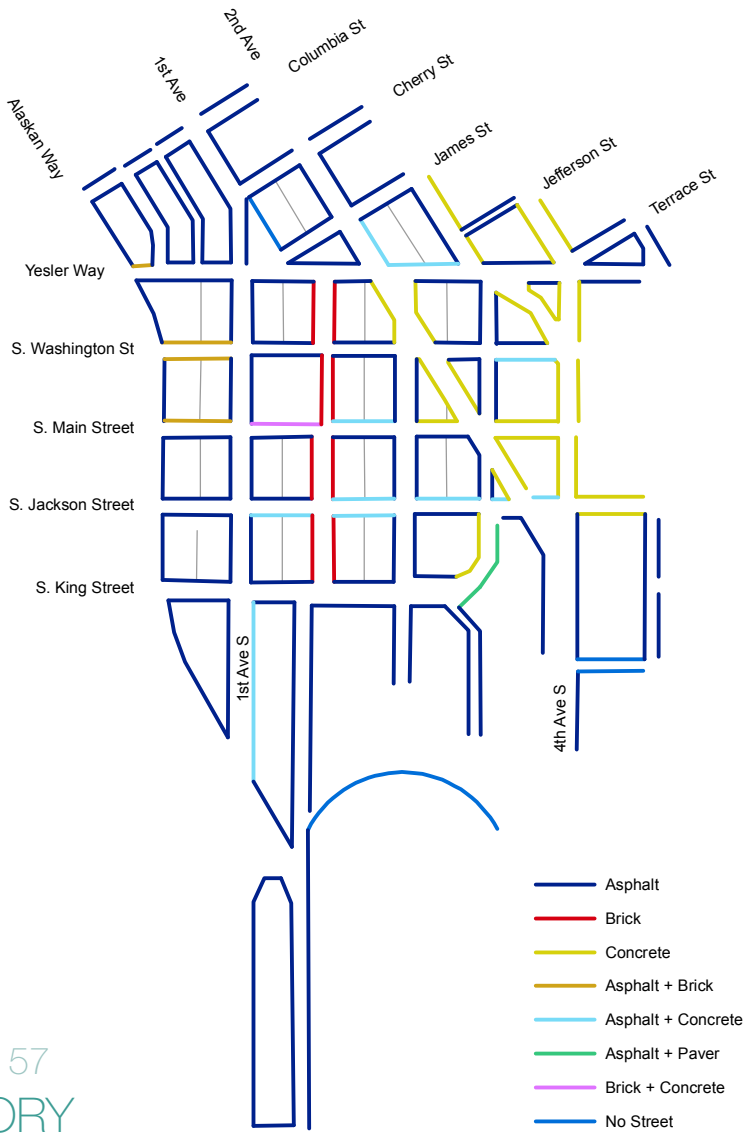 2nd Ave
Columbia St
1st Ave
Cherry St
Alaskan Way
James St
Jefferson St
Terrace St
Yesler Way
S. Washington St
S. Main Street
S. Jackson Street
S. King Street
1st Ave S
4th Ave S
Asphalt
Brick
Concrete
Asphalt + Brick
Asphalt + Concrete
Asphalt + Paver
Brick + Concrete
No Street
57
ORY